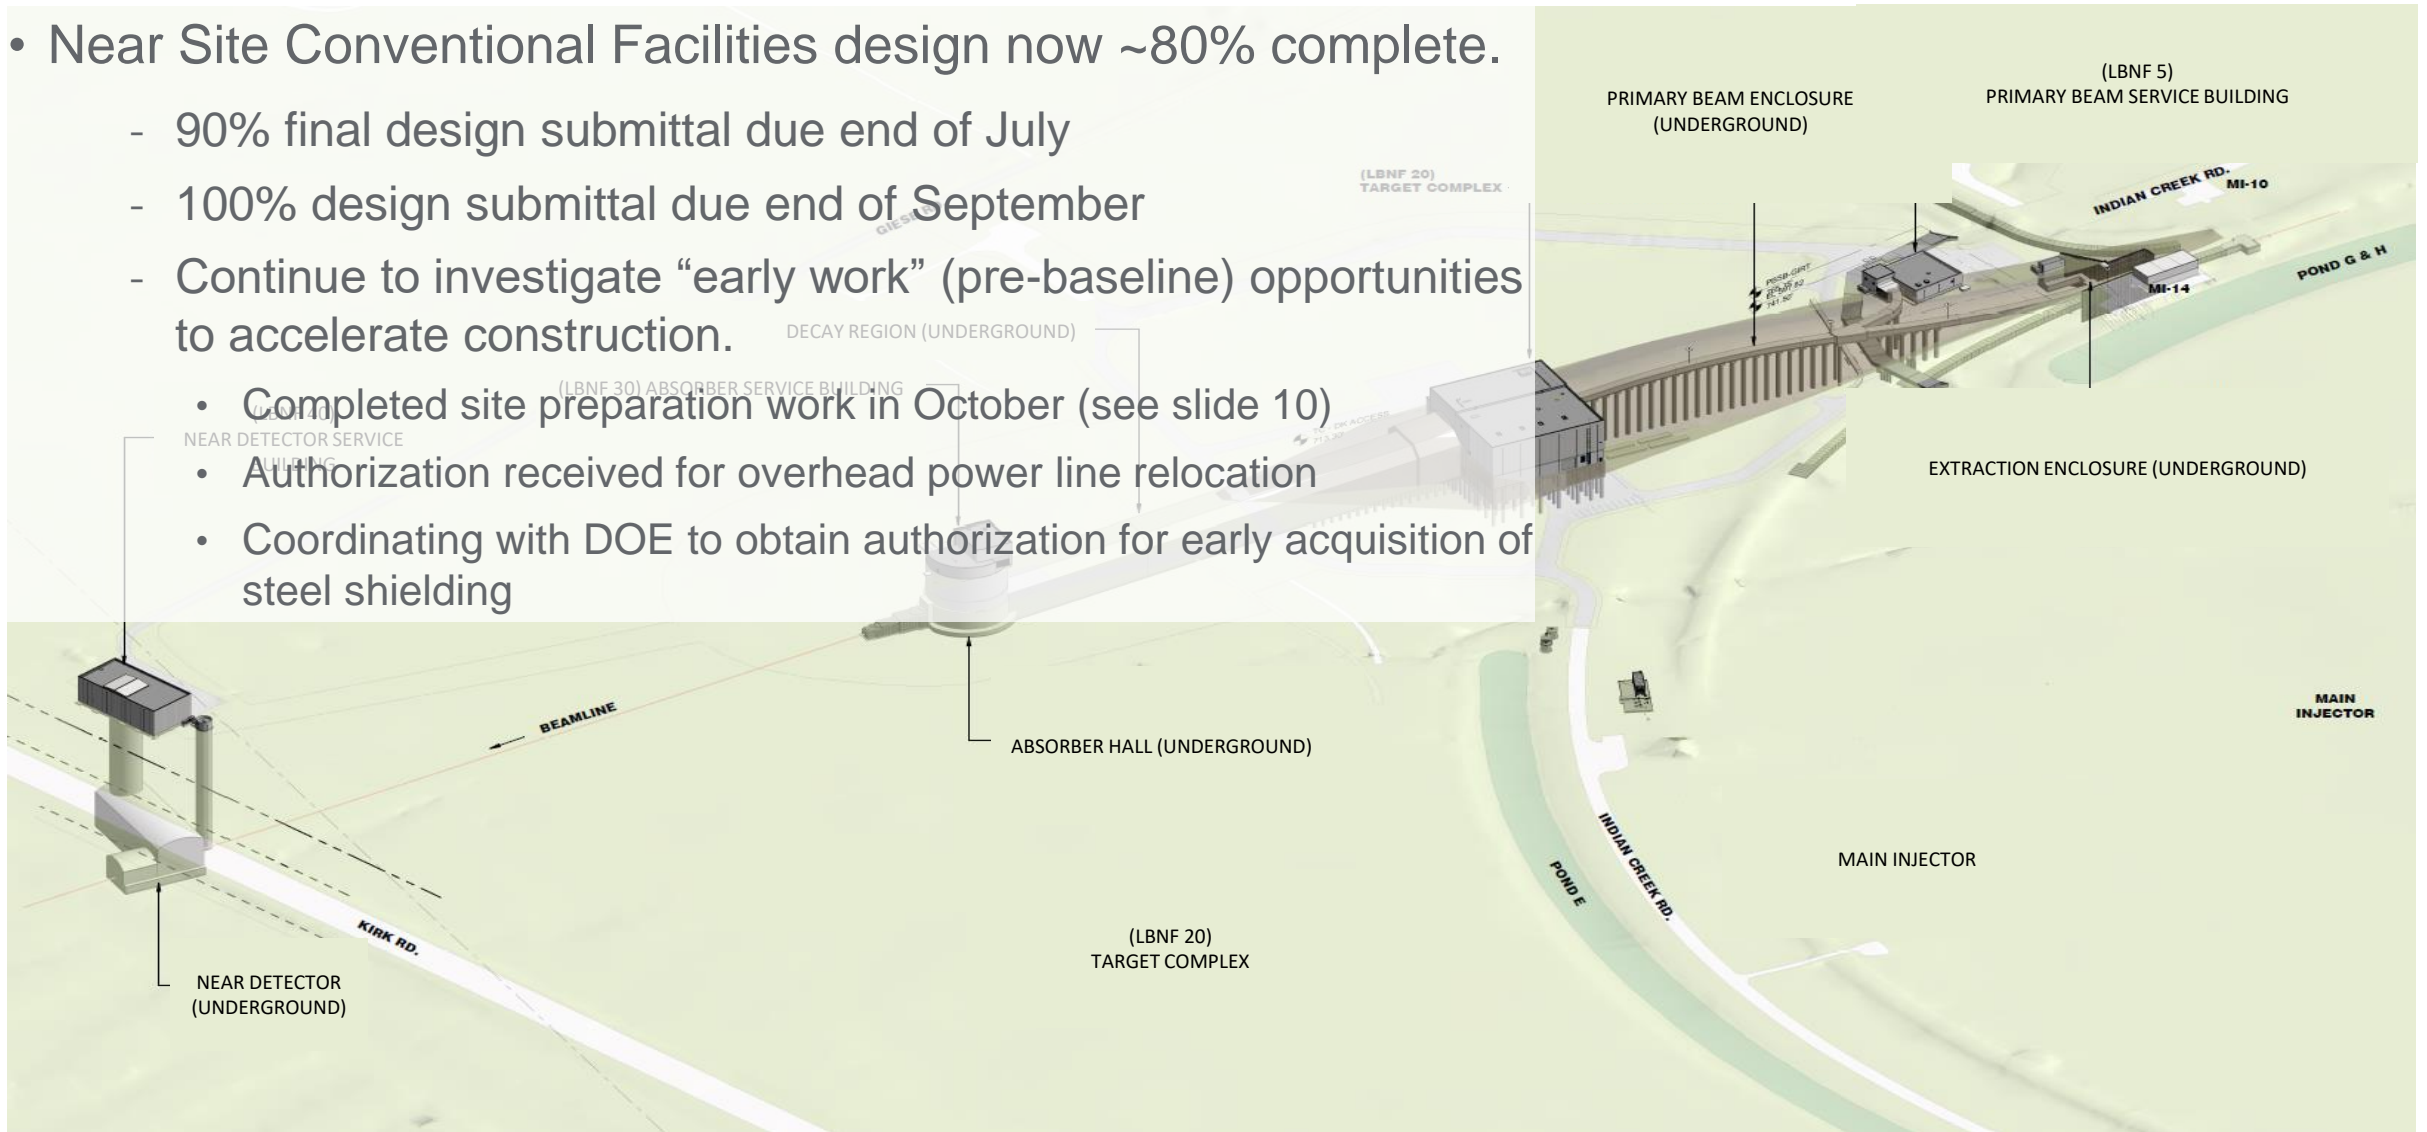 • Near Site Conventional Facilities design now ~80% complete.
- 90% final design submittal due end of July
- 100% design submittal due end of September
- Continue to investigate “early work” (pre-baseline) opportunities
to accelerate construction.
• Completed site preparation work in October (see slide 10)
• Authorization received for overhead power line relocation
• Coordinating with DOE to obtain authorization for early acquisition of
steel shielding
PRIMARY BEAM ENCLOSURE
(UNDERGROUND)
(LBNF 5)
PRIMARY BEAM SERVICE BUILDING
(LBNF 20)
TARGET COMPLEX
INDIAN CREEK RD.
MI-10
POND G & H
MI-14
DECAY REGION (UNDERGROUND)
(LBNF 30) ABSORBER SERVICE BUILDING
(LBNF 40)
NEAR DETECTOR SERVICE
BUILDING
EXTRACTION ENCLOSURE (UNDERGROUND)
BEAMLINE
ABSORBER HALL (UNDERGROUND)
MAIN
INJECTOR
INDIAN CREEK RD.
POND E
MAIN INJECTOR
KIRK RD.
(LBNF 20)
TARGET COMPLEX
NEAR DETECTOR
(UNDERGROUND)